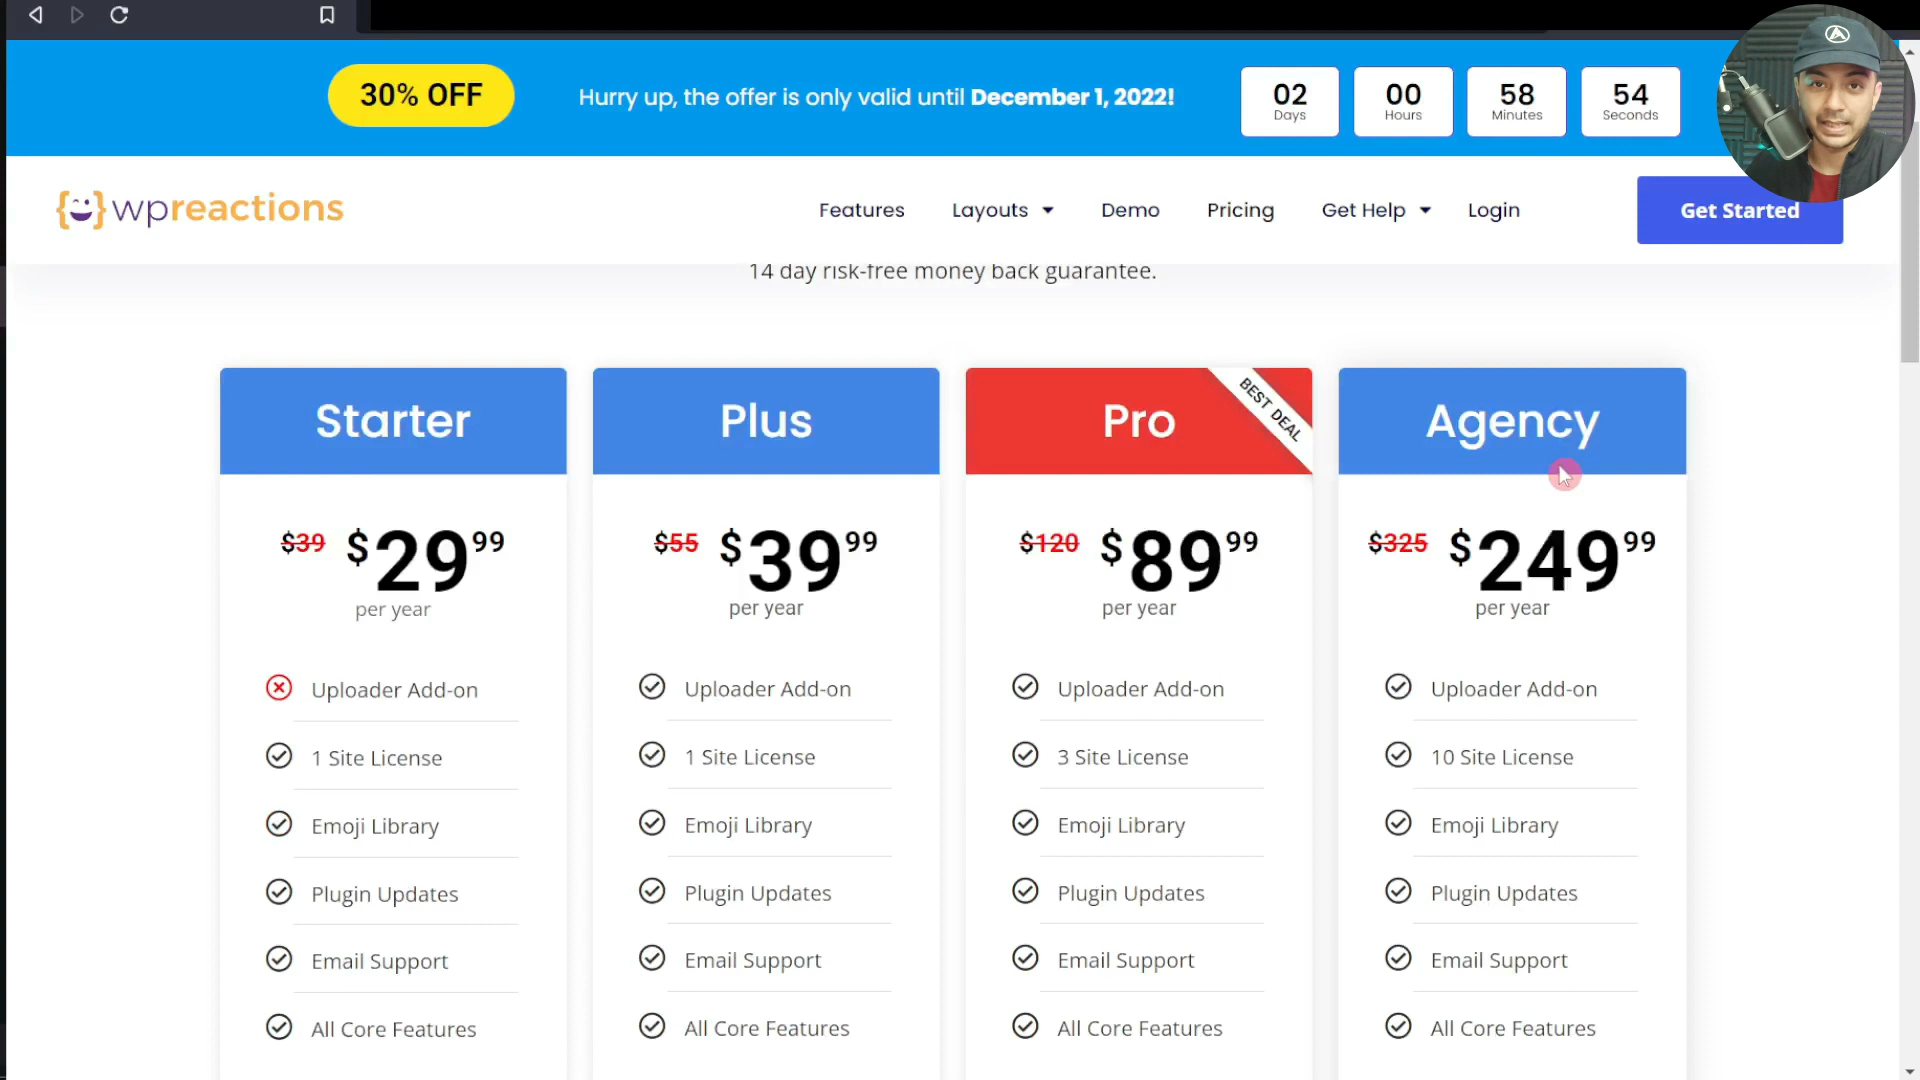 30% OFF
Hurry up, the offer is only valid until December 1, 2022!
02 00 58 54
Days Hours Minutes Seconds
wpreactions
Features Layouts Demo Pricing Get Help Login
Get Started
14 day risk-free money back guarantee.
Starter
$39 $29 99
per year
Uploader Add-on
1 Site License
Emoji Library
Plugin Updates
Email Support
All Core Features
Plus
$55 $39 99
per year
Uploader Add-on
1 Site License
Emoji Library
Plugin Updates
Email Support
All Core Features
Pro
BEST DEAL
$120 $89 99
per year
Uploader Add-on
3 Site License
Emoji Library
Plugin Updates
Email Support
All Core Features
Agency
$325 $249 99
per year
Uploader Add-on
10 Site License
Emoji Library
Plugin Updates
Email Support
All Core Features